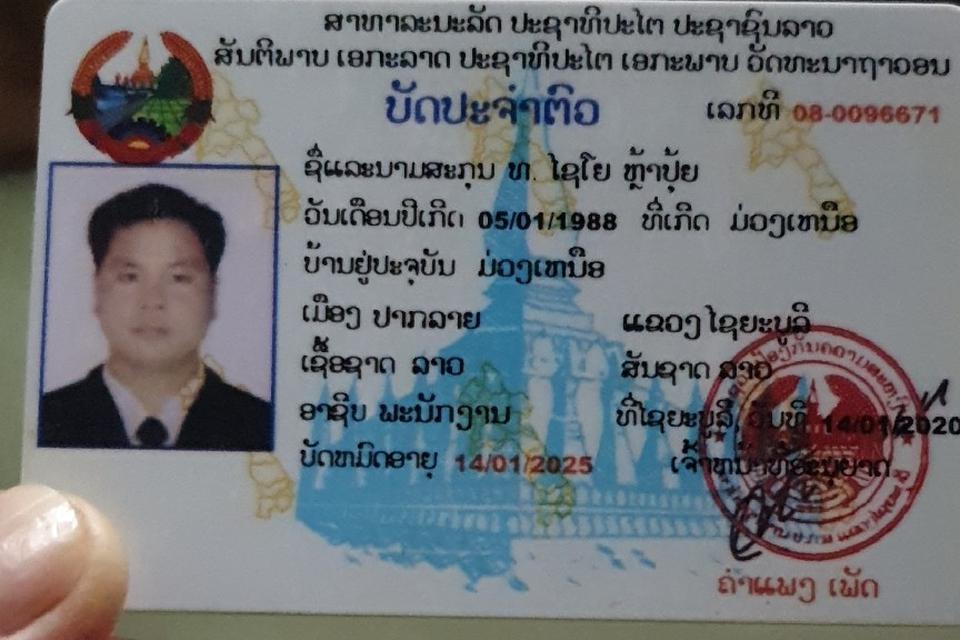 ສາທາລະນະລັດ ປະຊາທິປະໄຕ ປະຊາຊົນລາວ
ສັນຕິພາບ ເອກະລາດ ປະຊາທິປະໄຕ ເອກະພາບ ວັດທະນາຖາວອນ
ບັດປະຈຳຕົວ ເລກທີ 08-0096671
ຊື່ແລະນາມສະກຸນ ທ. ໄຊໂຍ ຫຼ້າປຸ້ຍ
ວັນເດືອນປີເກີດ 05/01/1988 ທີ່ເກີດ ມ່ວງເຫນືອ
ບ້ານຢູ່ປະຈຸບັນ ມ່ວງເຫນືອ
ເມືອງ ປາກລາຍ ແຂວງ ໄຊຍະບູລີ
ເຊື້ອຊາດ ລາວ ສັນຊາດ ລາວ
ອາຊີບ ພະນັກງານ ທີ່ໄຊຍະບູລີ, ວັນທີ 14/01/2020
ບັດຫມົດອາຍຸ 14/01/2025 ເຈົ້າຫນ້າທີ່ອະນຸຍາດ
ຄຳແພງ ເພັດ